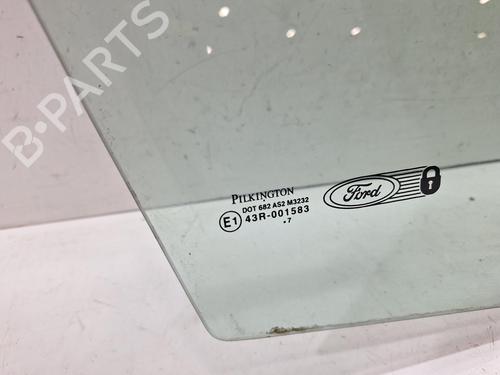 B-PARTS
PILKINGTON
DOT 682 AS2 M3232
E1 43R-001583
.7
Ford